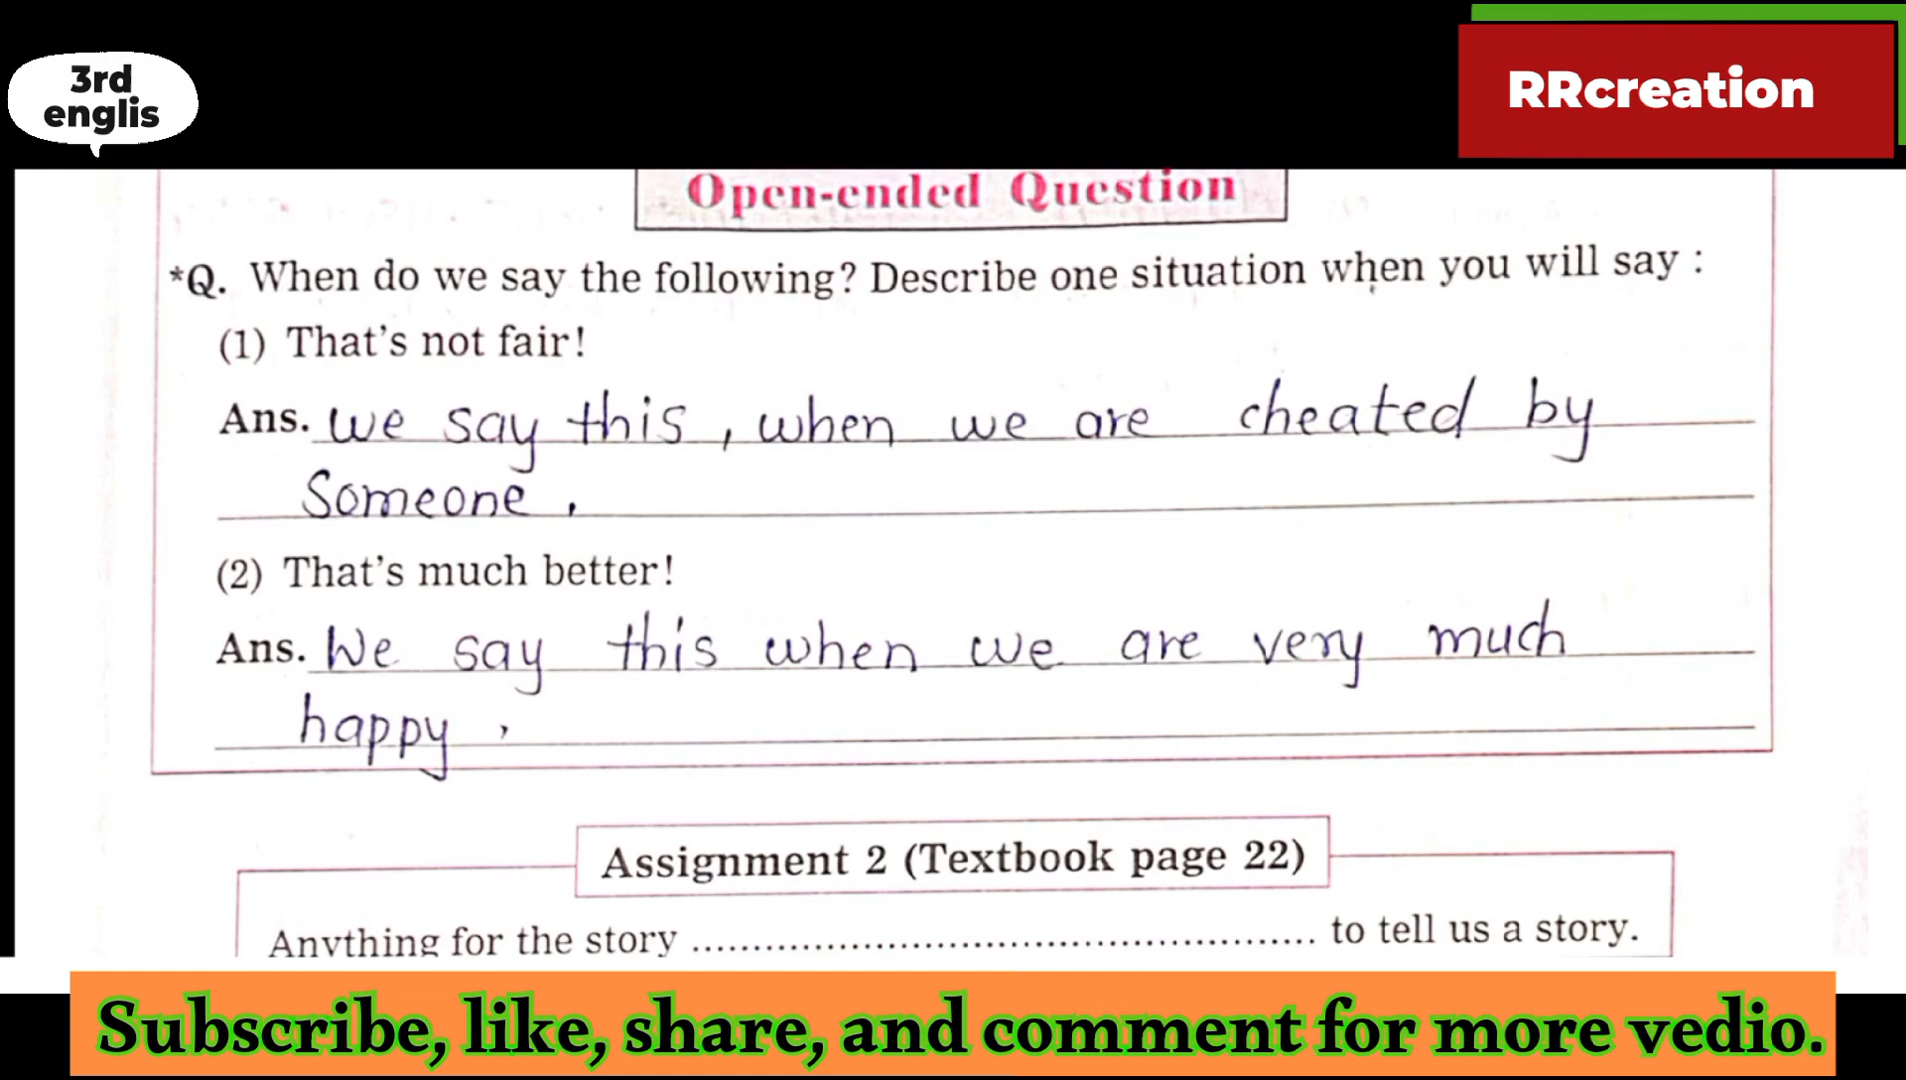 3rd
englis
RRcreation
Open-ended Question
*Q. When do we say the following? Describe one situation when you will say :
(1) That's not fair!
Ans. we say this, when we are cheated by
Someone.
(2) That's much better!
Ans. We say this when we are very much
happy.
Assignment 2 (Textbook page 22)
Anything for the story .................................................... to tell us a story.
Subscribe, like, share, and comment for more vedio.